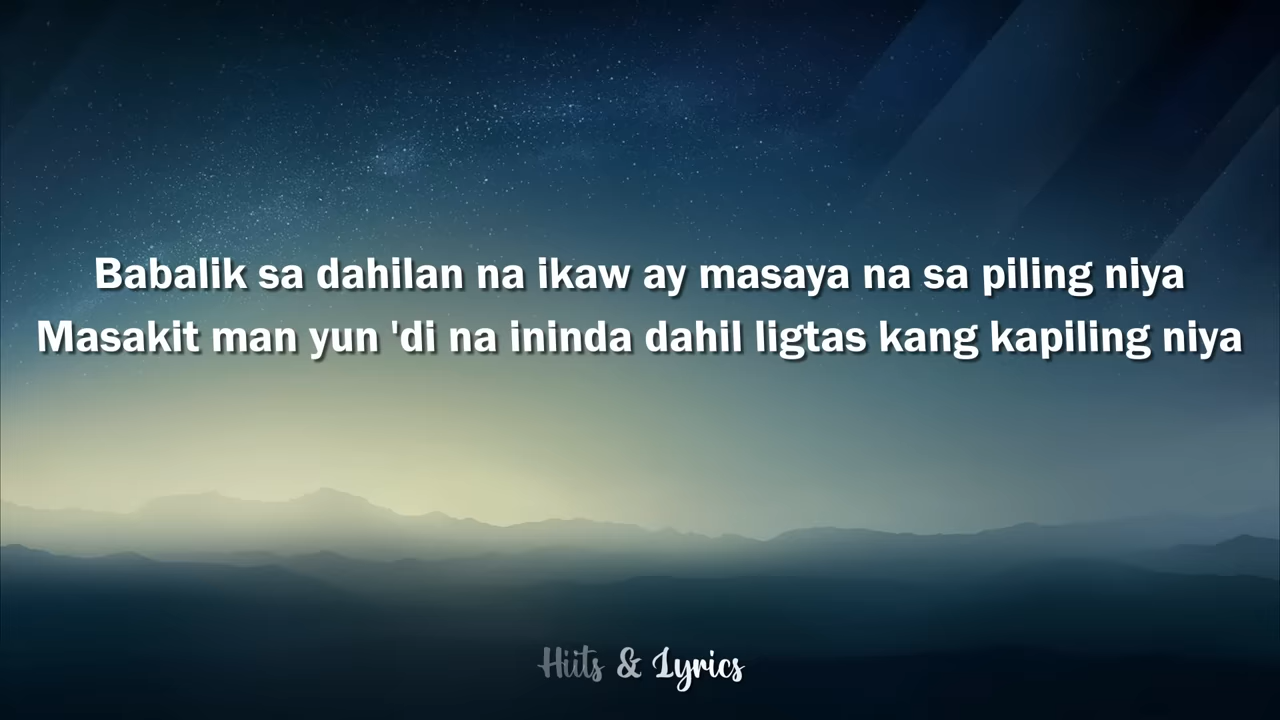 Babalik sa dahilan na ikaw ay masaya na sa piling niya
Masakit man yun 'di na ininda dahil ligtas kang kapiling niya
Hiits & Lyrics